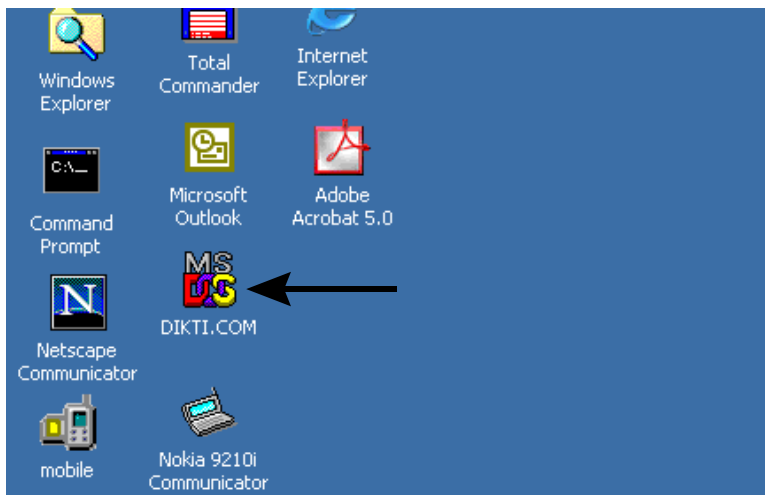 Windows
Explorer
Total
Commander
Internet
Explorer
C:\_
Command
Prompt
Microsoft
Outlook
Adobe
Acrobat 5.0
N
Netscape
Communicator
MS
DOS
DIKTI.COM
mobile
Nokia 9210i
Communicator